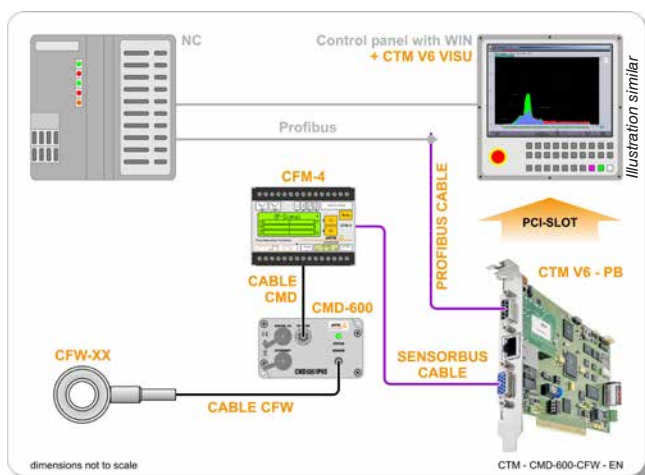 NC
Control panel with WIN
+ CTM V6 VISU
Illustration similar
Profibus
CFM-4
PROFIBUS CABLE
PCI-SLOT
CABLE
CMD
CTM V6 - PB
CMD-600
SENSORBUS
CABLE
CFW-XX
CABLE CFW
dimensions not to scale
CTM - CMD-600-CFW - EN